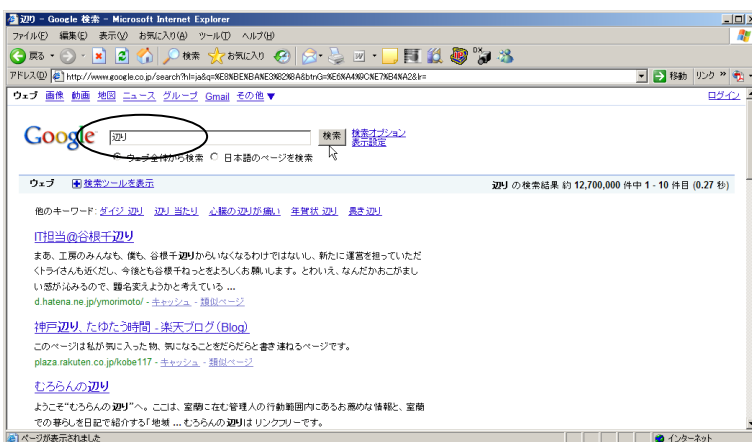 辺り - Google 検索 - Microsoft Internet Explorer
ファイル(F) 編集(E) 表示(V) お気に入り(A) ツール(T) ヘルプ(H)
戻る 検索 お気に入り
アドレス(D) http://www.google.co.jp/search?hl=ja&q=%E8%BE%BA%E3%82%8A&btnG=%E6%A4%9C%E7%B4%A2&lr= 移動 リンク »
ウェブ 画像 動画 地図 ニュース グループ Gmail その他 ▼ ログイン
Google 辺り 検索 検索オプション
表示設定
ウェブ全体から検索 日本語のページを検索
ウェブ 検索ツールを表示 辺り の検索結果 約 12,700,000 件中 1 - 10 件目 (0.27 秒)
他のキーワード: ダイジ 辺り 辺り 当たり 心臓の辺りが痛い 年賀状 辺り 長き辺り
IT担当@谷根千辺り
まあ、工房のみんなも、僕も、谷根千辺りからいなくなるわけではないし、新たに運営を担っていただ
くトライさんも近くだし、今後とも谷根千ねっとをよろしくお願いします。とわいえ、なんだかおこがまし
い感が沁みるので、題名変えようかと考えている ...
d.hatena.ne.jp/ymorimoto/ - キャッシュ - 類似ページ
神戸辺り、たゆたう時間 - 楽天ブログ(Blog)
このページは私が気に入った物、気になることをだらだらと書き連ねるページです。
plaza.rakuten.co.jp/kobe117 - キャッシュ - 類似ページ
むろらんの辺り
ようこそ"むろらんの辺り"へ。ここは、室蘭に在む管理人の行動範囲内にあるお薦めな情報と、室蘭
での暮らしを日記で紹介する「地域 ... むろらんの辺りは リンクフリーです。
ページが表示されました インターネット